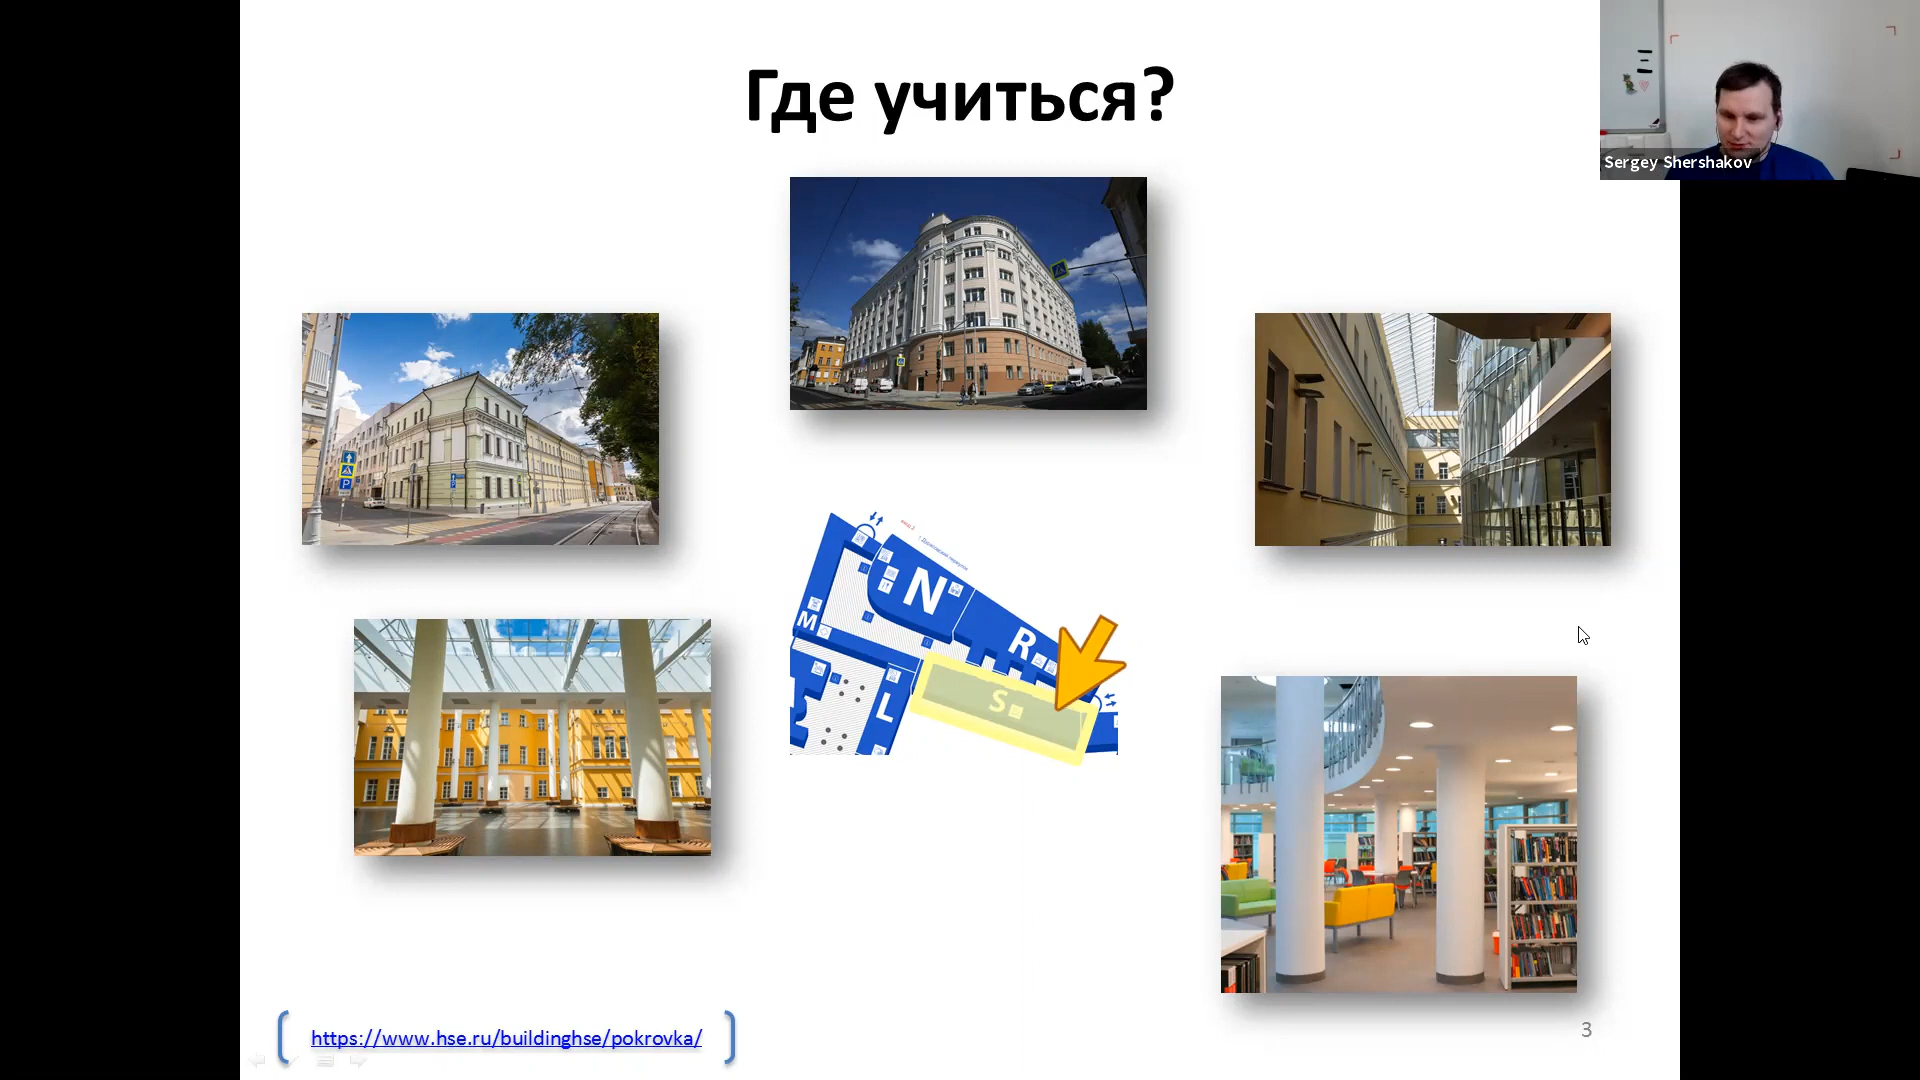 Где учиться?
Sergey Shershakov
P
N
M
R
L
S
https://www.hse.ru/buildinghse/pokrovka/
3